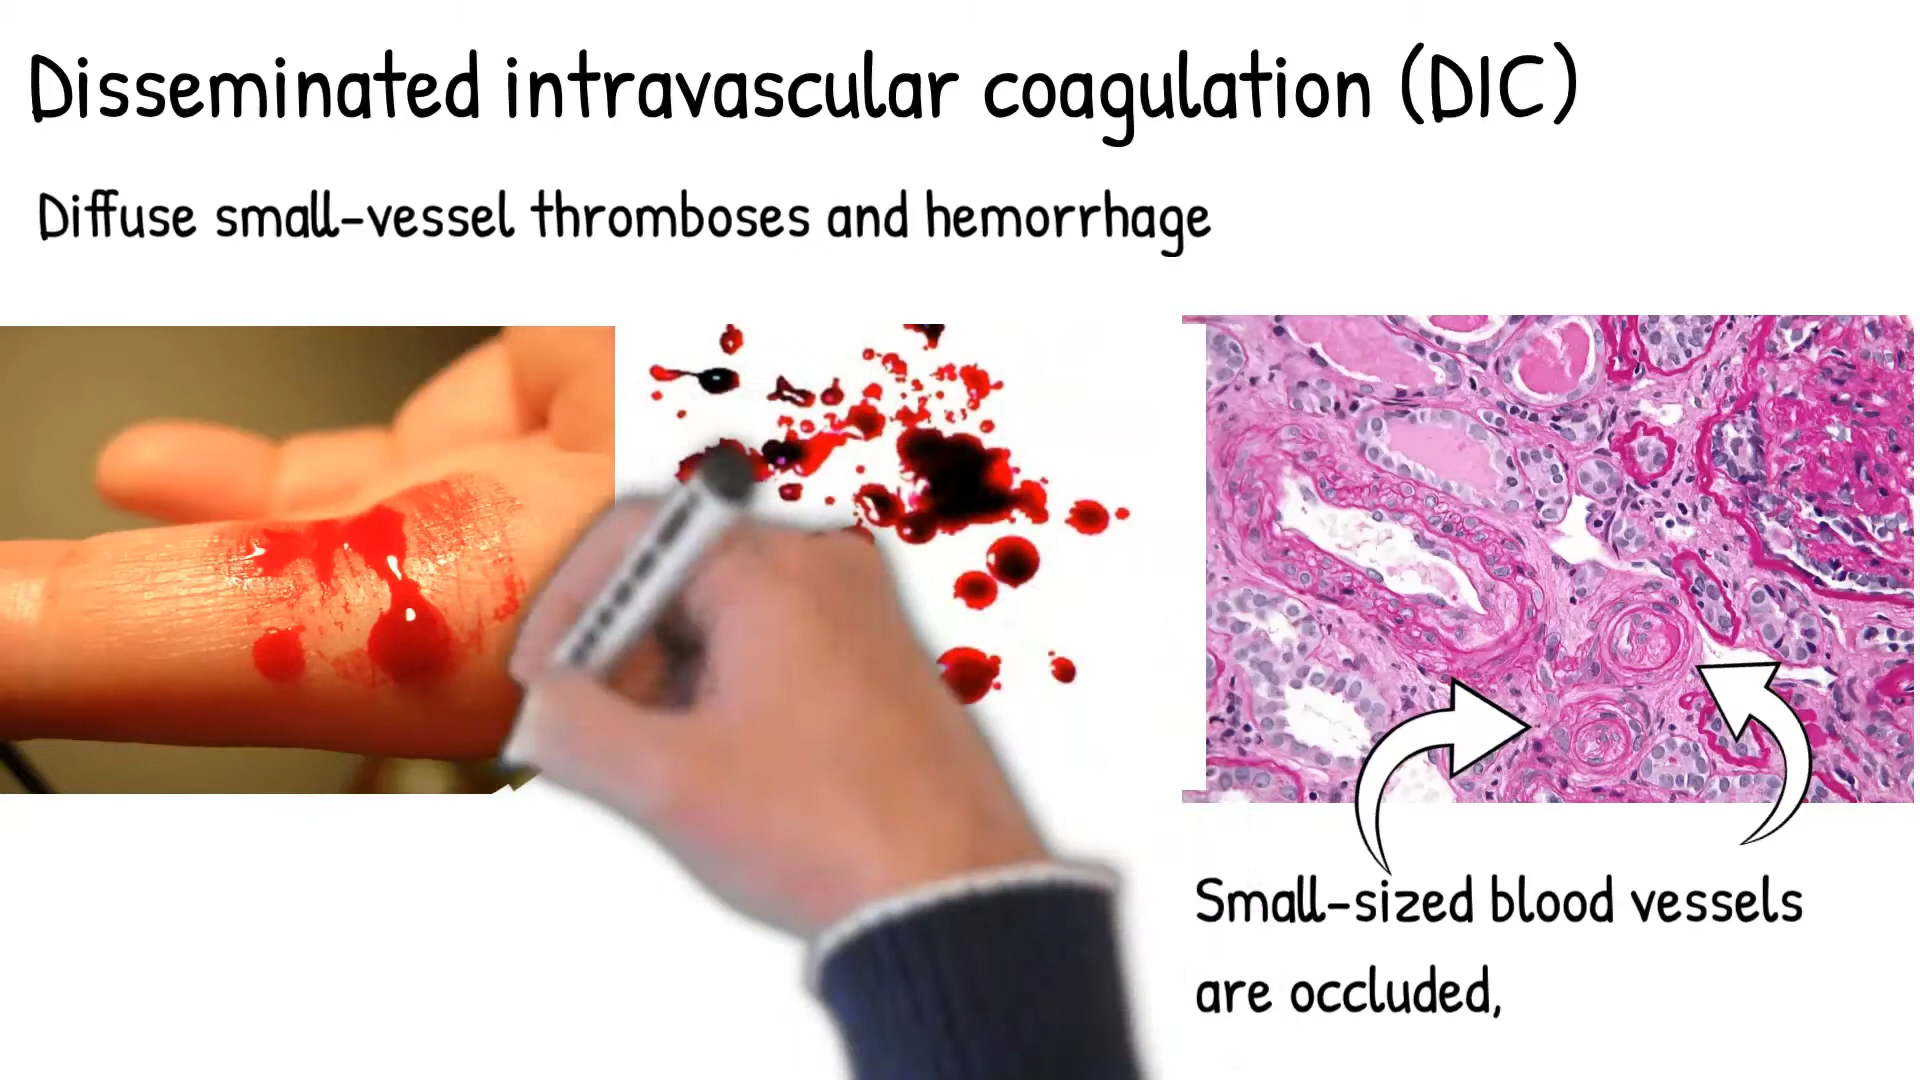 Disseminated intravascular coagulation (DIC)
Diffuse small-vessel thromboses and hemorrhage
Small-sized blood vessels
are occluded,